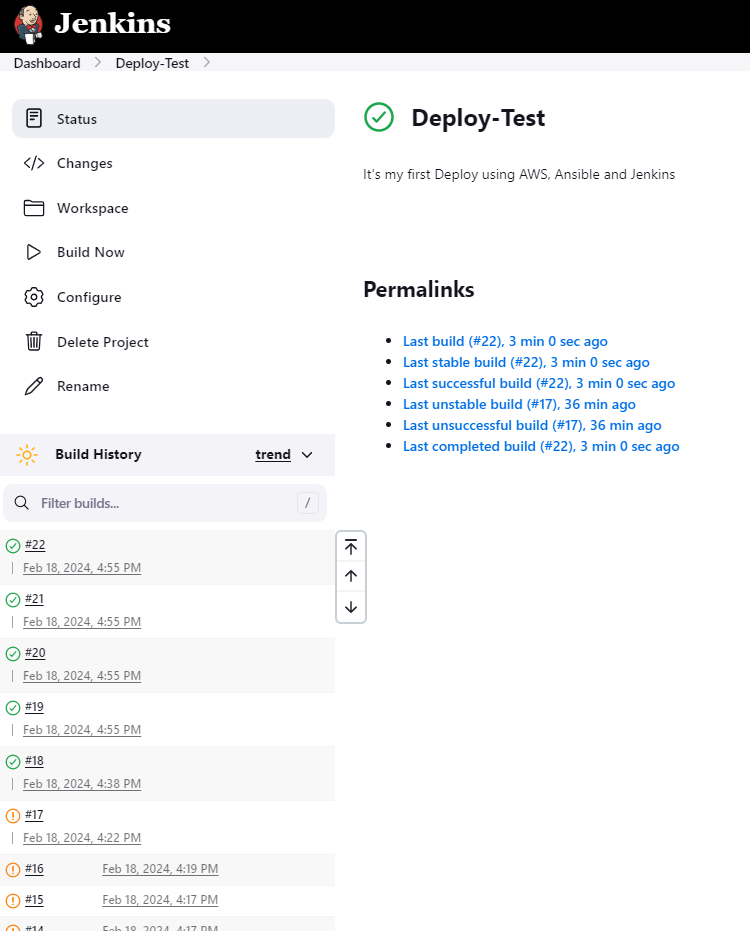 Jenkins
Dashboard
Deploy-Test
Status
Changes
Workspace
Build Now
Configure
Delete Project
Rename
Build History trend
Filter builds... /
#22
Feb 18, 2024, 4:55 PM
#21
Feb 18, 2024, 4:55 PM
#20
Feb 18, 2024, 4:55 PM
#19
Feb 18, 2024, 4:55 PM
#18
Feb 18, 2024, 4:38 PM
#17
Feb 18, 2024, 4:22 PM
#16 Feb 18, 2024, 4:19 PM
#15 Feb 18, 2024, 4:17 PM
#14 Feb 18, 2024, 4:17 PM
Deploy-Test
It's my first Deploy using AWS, Ansible and Jenkins
Permalinks
Last build (#22), 3 min 0 sec ago
Last stable build (#22), 3 min 0 sec ago
Last successful build (#22), 3 min 0 sec ago
Last unstable build (#17), 36 min ago
Last unsuccessful build (#17), 36 min ago
Last completed build (#22), 3 min 0 sec ago